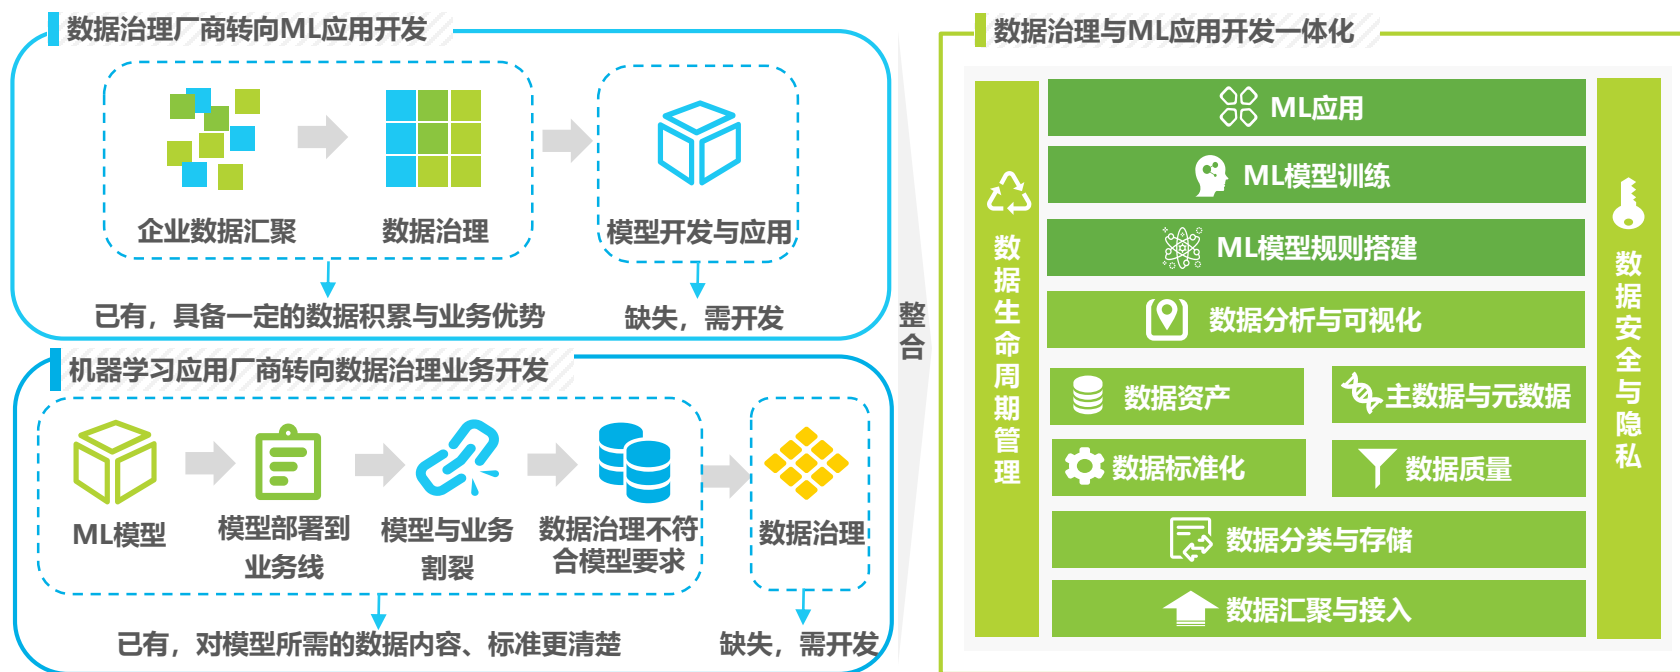 数据治理厂商转向ML应用开发
企业数据汇聚
数据治理
模型开发与应用
已有，具备一定的数据积累与业务优势
缺失，需开发
机器学习应用厂商转向数据治理业务开发
ML模型
模型部署到
业务线
模型与业务
割裂
数据治理不符
合模型要求
数据治理
已有，对模型所需的数据内容、标准更清楚
缺失，需开发
整合
数据治理与ML应用开发一体化
数据生命周期管理
ML应用
ML模型训练
ML模型规则搭建
数据分析与可视化
数据资产
主数据与元数据
数据标准化
数据质量
数据分类与存储
数据汇聚与接入
数据安全与隐私